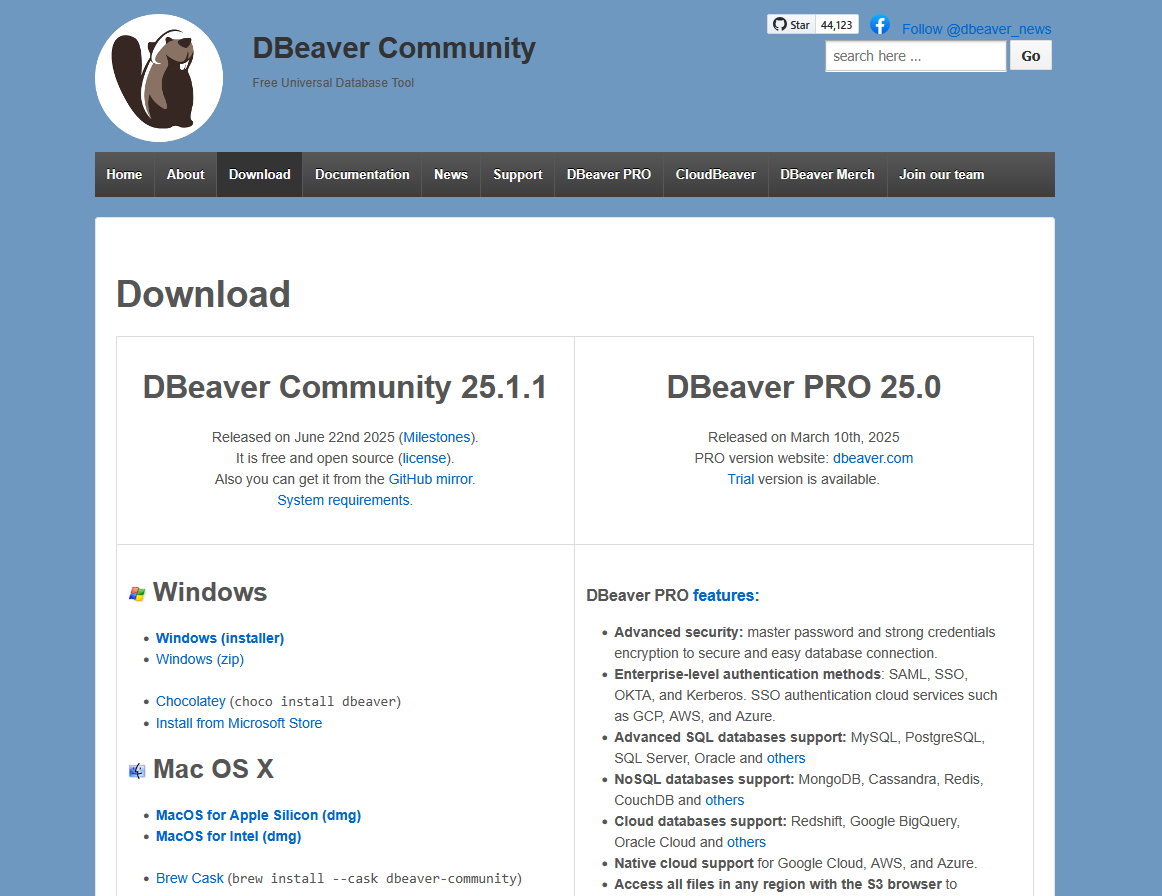 Star 44,123 Follow @dbeaver_news
DBeaver Community
search here ... Go
Free Universal Database Tool
Home About Download Documentation News Support DBeaver PRO CloudBeaver DBeaver Merch Join our team
Download
DBeaver Community 25.1.1
Released on June 22nd 2025 (Milestones).
It is free and open source (license).
Also you can get it from the GitHub mirror.
System requirements.
DBeaver PRO 25.0
Released on March 10th, 2025
PRO version website: dbeaver.com
Trial version is available.
Windows
• Windows (installer)
• Windows (zip)
• Chocolatey (choco install dbeaver)
• Install from Microsoft Store
Mac OS X
• MacOS for Apple Silicon (dmg)
• MacOS for Intel (dmg)
• Brew Cask (brew install --cask dbeaver-community)
DBeaver PRO features:
• Advanced security: master password and strong credentials
encryption to secure and easy database connection.
• Enterprise-level authentication methods: SAML, SSO,
OKTA, and Kerberos. SSO authentication cloud services such
as GCP, AWS, and Azure.
• Advanced SQL databases support: MySQL, PostgreSQL,
SQL Server, Oracle and others
• NoSQL databases support: MongoDB, Cassandra, Redis,
CouchDB and others
• Cloud databases support: Redshift, Google BigQuery,
Oracle Cloud and others
• Native cloud support for Google Cloud, AWS, and Azure.
• Access all files in any region with the S3 browser to